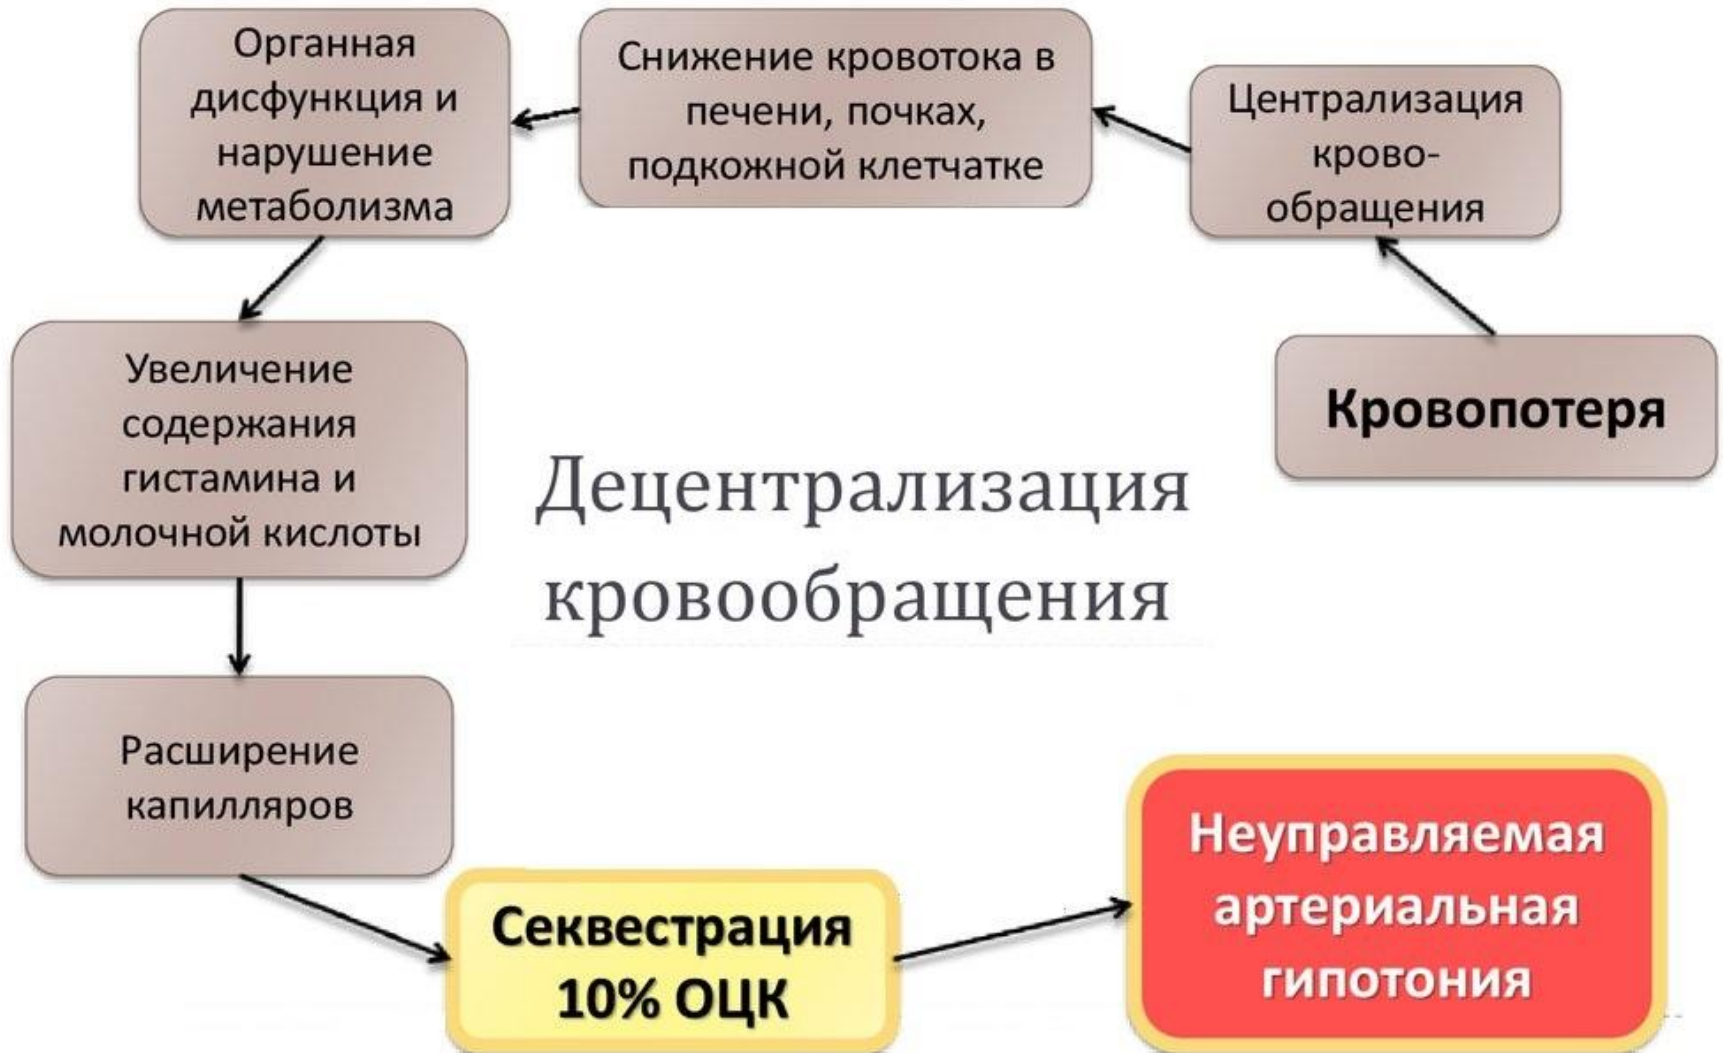 Органная
дисфункция и
нарушение
метаболизма
Снижение кровотока в
печени, почках,
подкожной клетчатке
Централизация
крово-
обращения
Кровопотеря
Увеличение
содержания
гистамина и
молочной кислоты
Децентрализация
кровообращения
Расширение
капилляров
Секвестрация
10% ОЦК
Неуправляемая
артериальная
гипотония